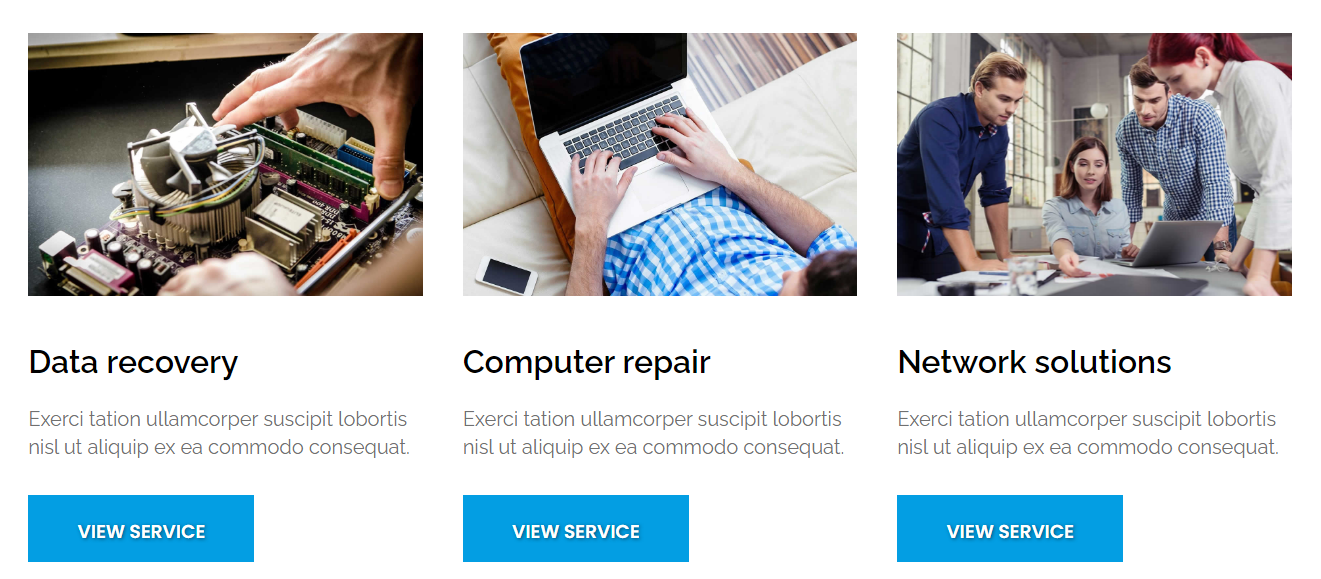 Data recovery
Exerci tation ullamcorper suscipit lobortis
nisl ut aliquip ex ea commodo consequat.
VIEW SERVICE
Computer repair
Exerci tation ullamcorper suscipit lobortis
nisl ut aliquip ex ea commodo consequat.
VIEW SERVICE
Network solutions
Exerci tation ullamcorper suscipit lobortis
nisl ut aliquip ex ea commodo consequat.
VIEW SERVICE